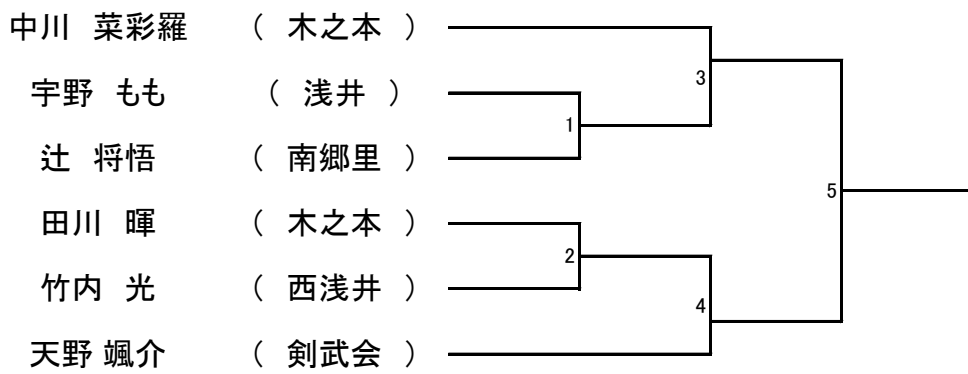 中川 菜彩羅 ( 木之本 )
3
宇野 もも ( 浅井 )
1
辻 将悟 ( 南郷里 )
5
田川 暉 ( 木之本 )
2
竹内 光 ( 西浅井 )
4
天野 颯介 ( 剣武会 )